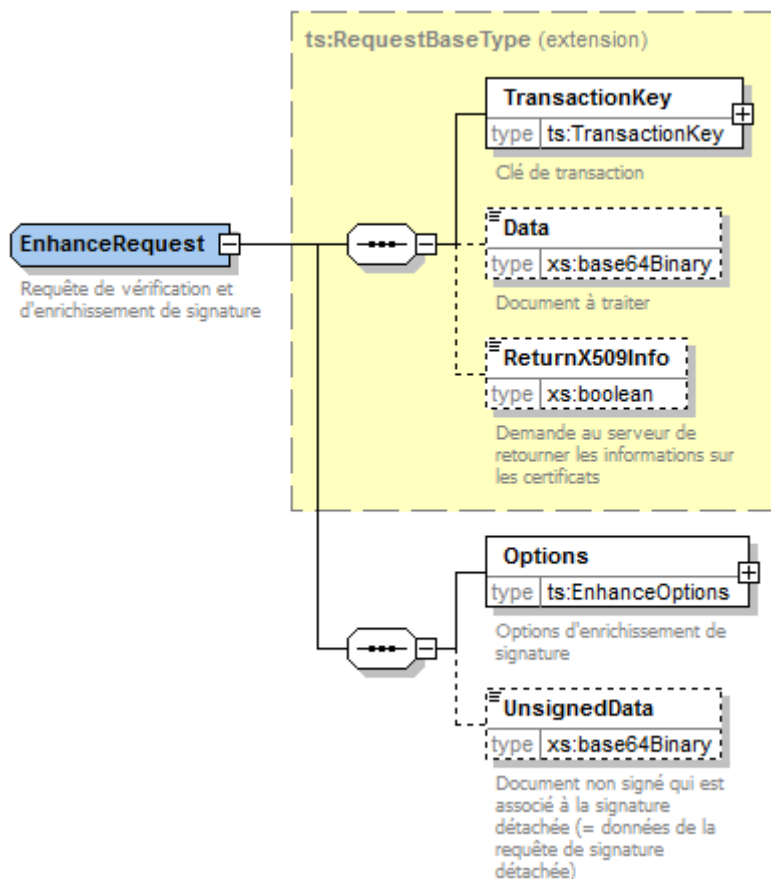 ts:RequestBaseType (extension)
TransactionKey
type ts:TransactionKey
Clé de transaction
EnhanceRequest
Requête de vérification et
d'enrichissement de signature
Data
type xs:base64Binary
Document à traiter
ReturnX509Info
type xs:boolean
Demande au serveur de
retourner les informations sur
les certificats
Options
type ts:EnhanceOptions
Options d'enrichissement de
signature
UnsignedData
type xs:base64Binary
Document non signé qui est
associé à la signature
détachée (= données de la
requête de signature
détachée)